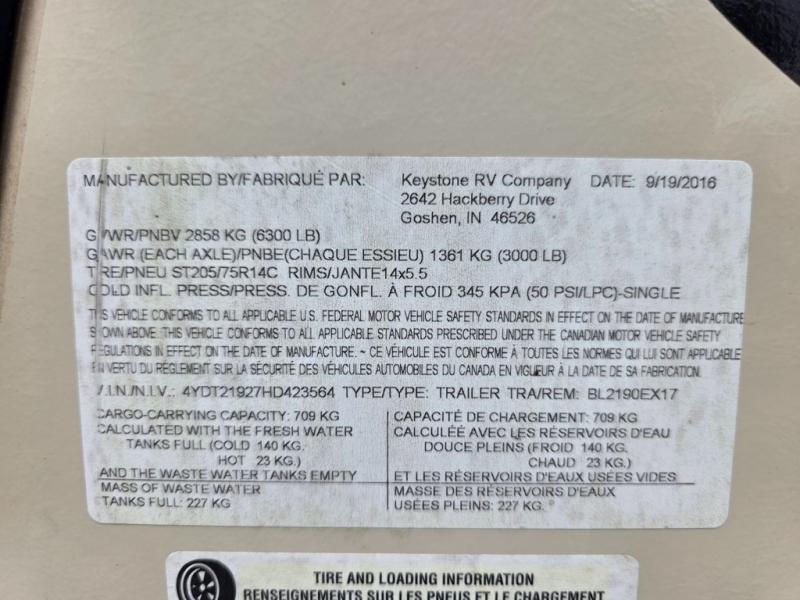 MANUFACTURED BY/FABRIQUÉ PAR: Keystone RV Company DATE: 9/19/2016
2642 Hackberry Drive
Goshen, IN 46526
GVWR/PNBV 2858 KG (6300 LB)
GAWR (EACH AXLE)/PNBE(CHAQUE ESSIEU) 1361 KG (3000 LB)
TIRE/PNEU ST205/75R14C RIMS/JANTE14x5.5
COLD INFL. PRESS/PRESS. DE GONFL. À FROID 345 KPA (50 PSI/LPC)-SINGLE
THIS VEHICLE CONFORMS TO ALL APPLICABLE U.S. FEDERAL MOTOR VEHICLE SAFETY STANDARDS IN EFFECT ON THE DATE OF MANUFACTURE
SHOWN ABOVE. THIS VEHICLE CONFORMS TO ALL APPLICABLE STANDARDS PRESCRIBED UNDER THE CANADIAN MOTOR VEHICLE SAFETY
REGULATIONS IN EFFECT ON THE DATE OF MANUFACTURE. ~ CE VÉHICULE EST CONFORME À TOUTES LES NORMES QUI LUI SONT APPLICABLE
EN VERTU DU RÉGLEMENT SUR LA SÉCURITÉ DES VÉHICULES AUTOMOBILES DU CANADA EN VIGUEUR À LA DATE DE SA FABRICATION.
V.I.N./N.I.V.: 4YDT21927HD423564 TYPE/TYPE: TRAILER TRA/REM: BL2190EX17
CARGO-CARRYING CAPACITY: 709 KG
CALCULATED WITH THE FRESH WATER
TANKS FULL (COLD 140 KG.
HOT 23 KG.)
AND THE WASTE WATER TANKS EMPTY
MASS OF WASTE WATER
TANKS FULL: 227 KG
CAPACITÉ DE CHARGEMENT: 709 KG
CALCULÉE AVEC LES RÉSERVOIRS D'EAU
DOUCE PLEINS (FROID 140 KG.
CHAUD 23 KG.)
ET LES RÉSERVOIRS D'EAUX USÉES VIDES
MASSE DES RÉSERVOIRS D'EAUX
USÉES PLEINS: 227 KG.
TIRE AND LOADING INFORMATION
RENSEIGNEMENTS SUR LES PNEUS ET LE CHARGEMENT